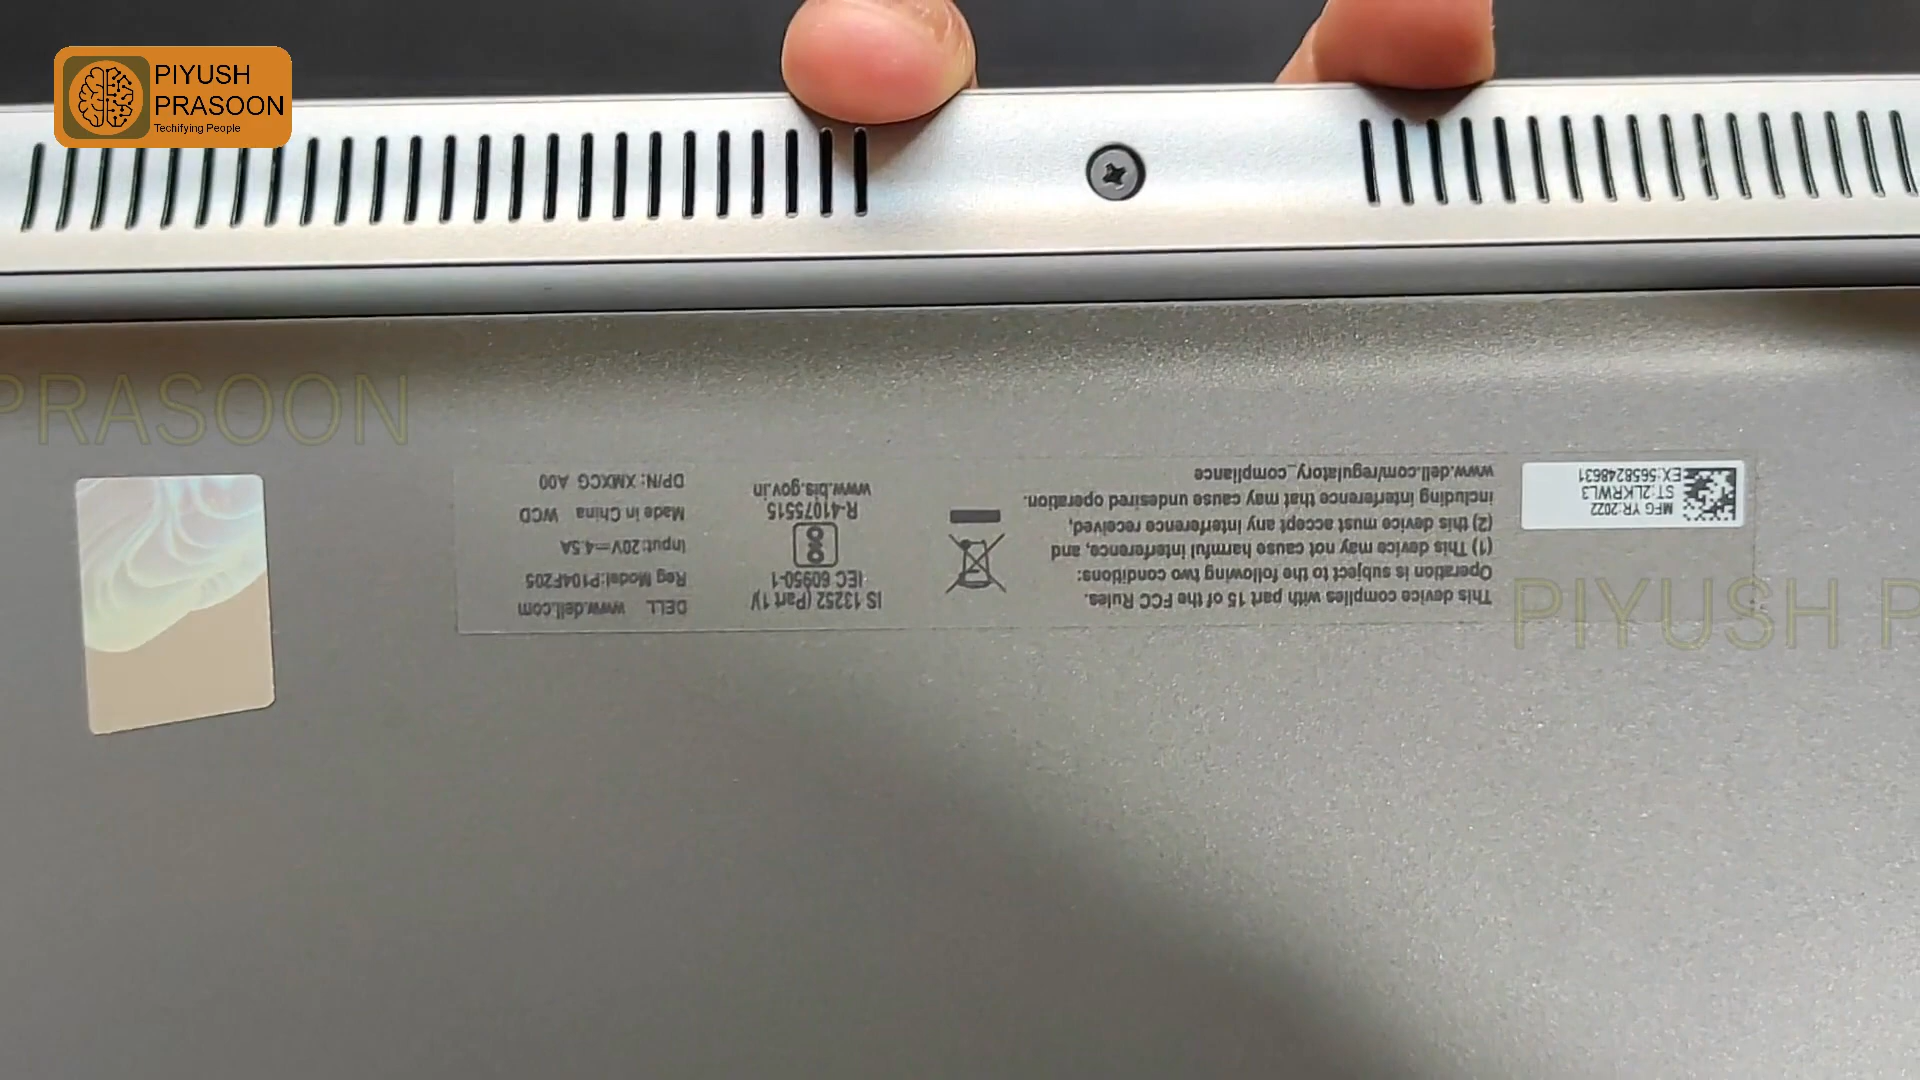 PIYUSH
PRASOON
Techifying People
PRASOON
PIYUSH P
MFG YR:2022
ST:2LKRWL3
EX:5658248631
This device complies with part 15 of the FCC Rules.
Operation is subject to the following two conditions:
(1) This device may not cause harmful interference, and
(2) this device must accept any interference received,
including interference that may cause undesired operation.
www.dell.com/regulatory_compliance
IS 13252 (Part 1)/
IEC 60950-1
R-41075515
www.bis.gov.in
DELL www.dell.com
Reg Model:P104F205
Input:20V⎓4.5A
Made in China WCD
DP/N: XMXCG A00